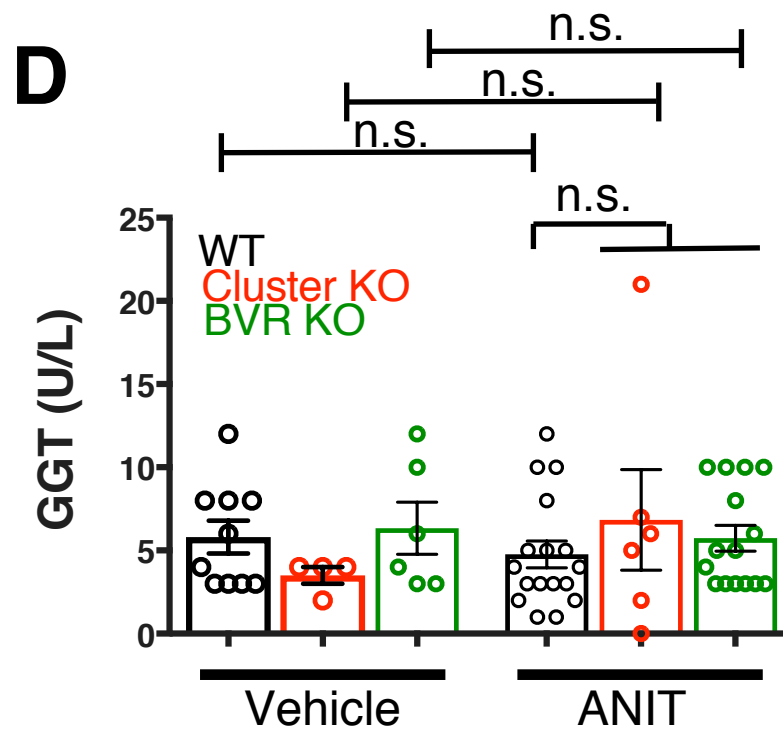 D
n.s.
n.s.
n.s.
n.s.
WT
Cluster KO
BVR KO
GGT (U/L)
25
20
15
10
5
0
Vehicle
ANIT